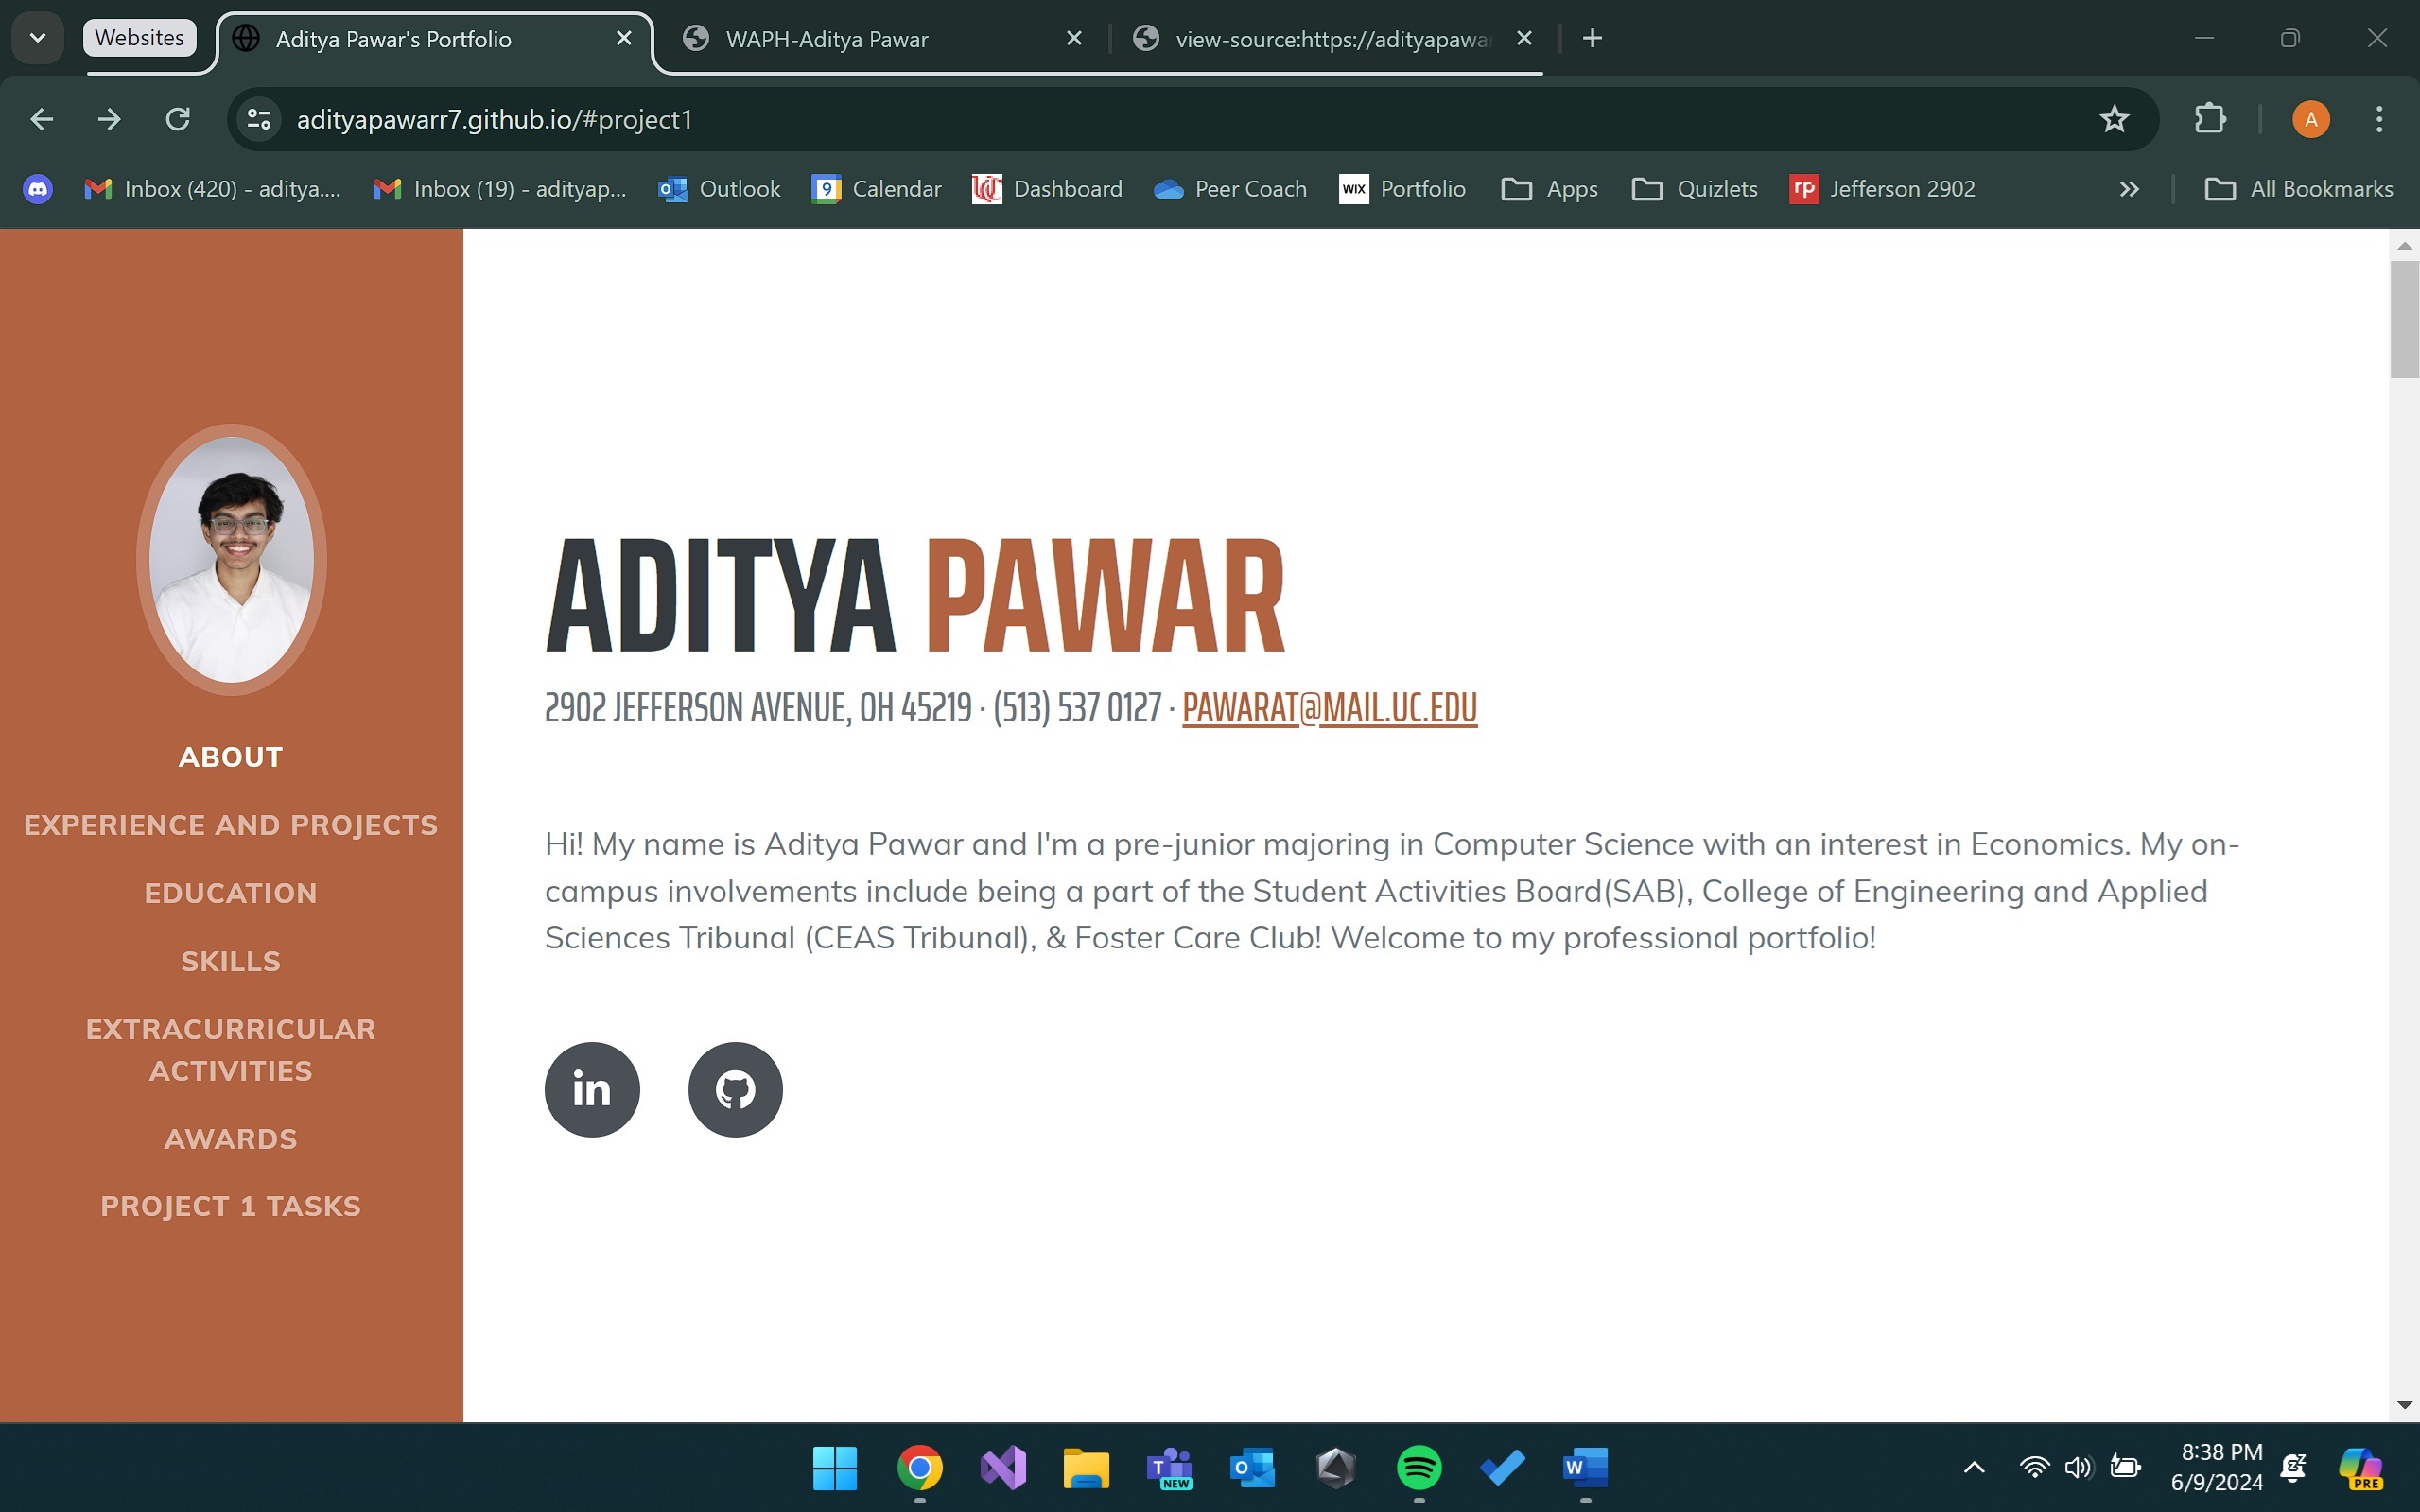 Websites
Aditya Pawar's Portfolio
WAPH-Aditya Pawar
view-source:https://adityapawa
adityapawarr7.github.io/#project1
A
Inbox (420) - aditya....
Inbox (19) - adityap...
Outlook
9
Calendar
UC
Dashboard
Peer Coach
WIX
Portfolio
Apps
Quizlets
rp
Jefferson 2902
All Bookmarks
ADITYA PAWAR
2902 JEFFERSON AVENUE, OH 45219 · (513) 537 0127 · PAWARAT@MAIL.UC.EDU
ABOUT
EXPERIENCE AND PROJECTS
EDUCATION
SKILLS
EXTRACURRICULAR
ACTIVITIES
AWARDS
PROJECT 1 TASKS
Hi! My name is Aditya Pawar and I'm a pre-junior majoring in Computer Science with an interest in Economics. My on-
campus involvements include being a part of the Student Activities Board(SAB), College of Engineering and Applied
Sciences Tribunal (CEAS Tribunal), & Foster Care Club! Welcome to my professional portfolio!
in
T
NEW
O
W
8:38 PM
6/9/2024
PRE